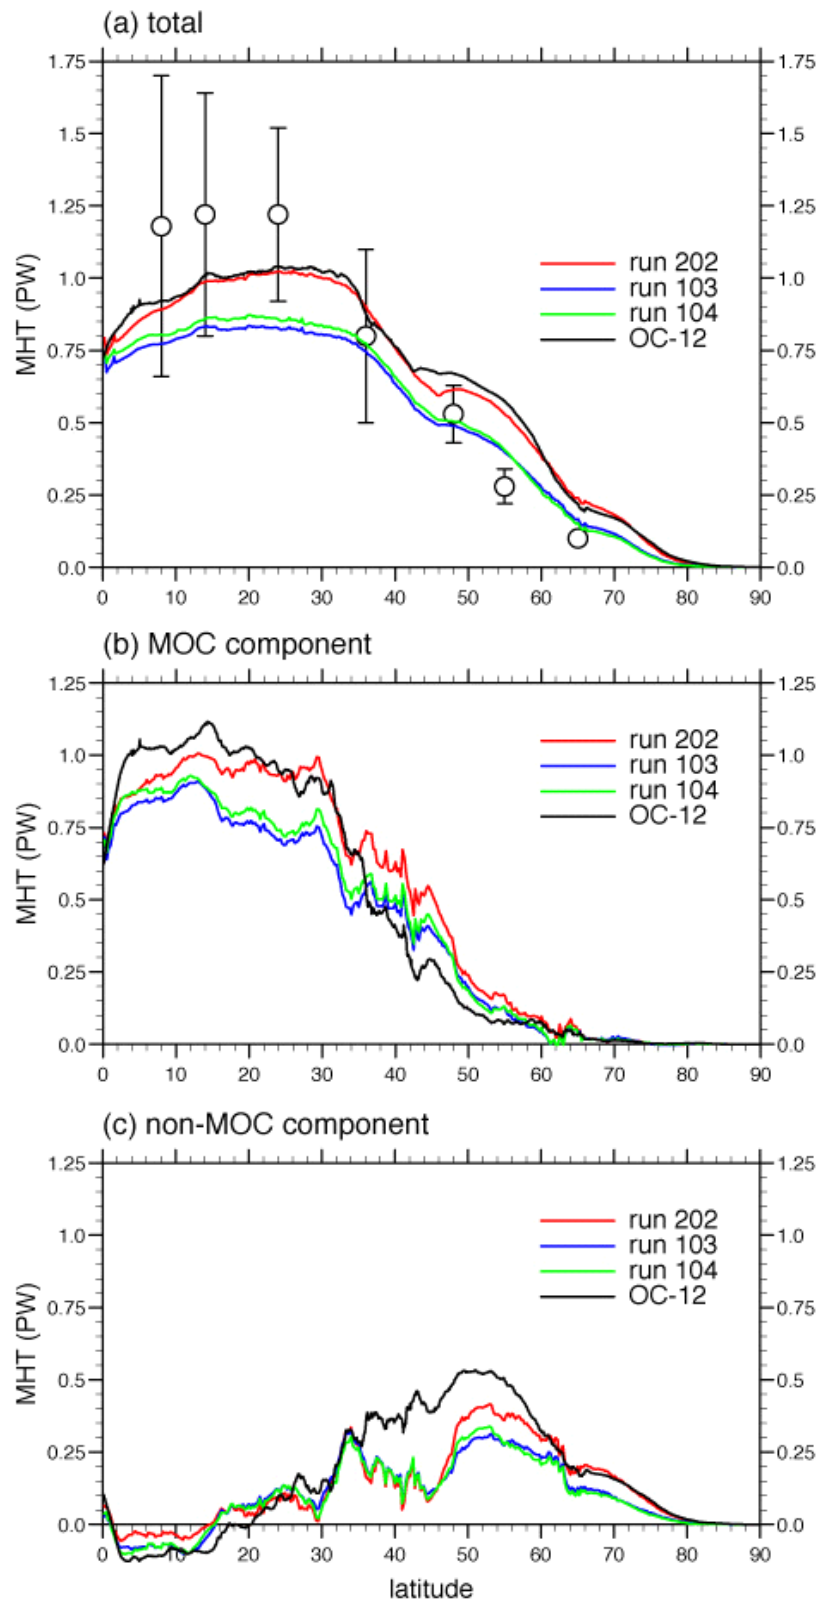 (a) total
1.75 1.75
1.5 1.5
1.25 1.25
run 202
1.0 1.0
run 103
run 104
MHT (PW)
OC-12
0.75 0.75
0.5 0.5
0.25 0.25
0.0 0.0
0 10 20 30 40 50 60 70 80 90
(b) MOC component
1.25 1.25
run 202
1.0 1.0
run 103
run 104
OC-12
0.75 0.75
MHT (PW)
0.5 0.5
0.25 0.25
0.0 0.0
0 10 20 30 40 50 60 70 80 90
(c) non-MOC component
1.25 1.25
run 202
1.0 1.0
run 103
run 104
OC-12
0.75 0.75
MHT (PW)
0.5 0.5
0.25 0.25
0.0 0.0
0 10 20 30 40 50 60 70 80 90
latitude